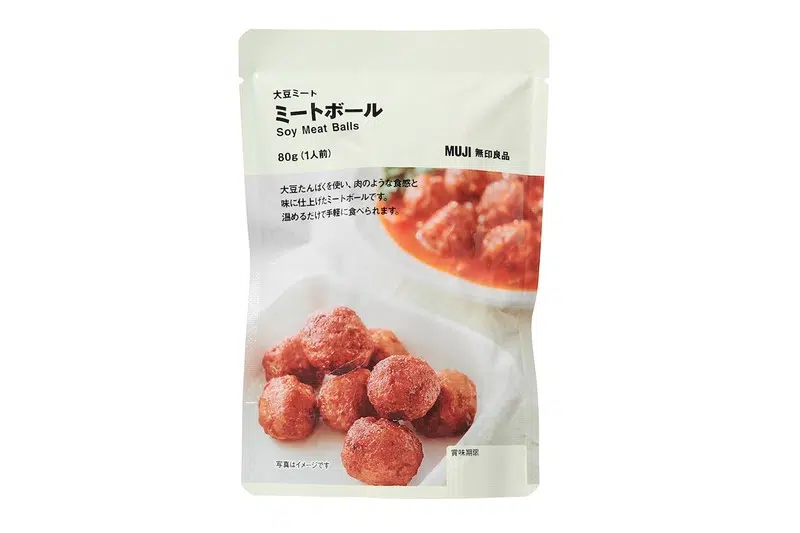 大豆ミート
ミートボール
Soy Meat Balls
80g(1人前)
MUJI 無印良品
大豆たんぱくを使い、肉のような食感と
味に仕上げたミートボールです。
温めるだけで手軽に食べられます。
写真はイメージです
賞味期限